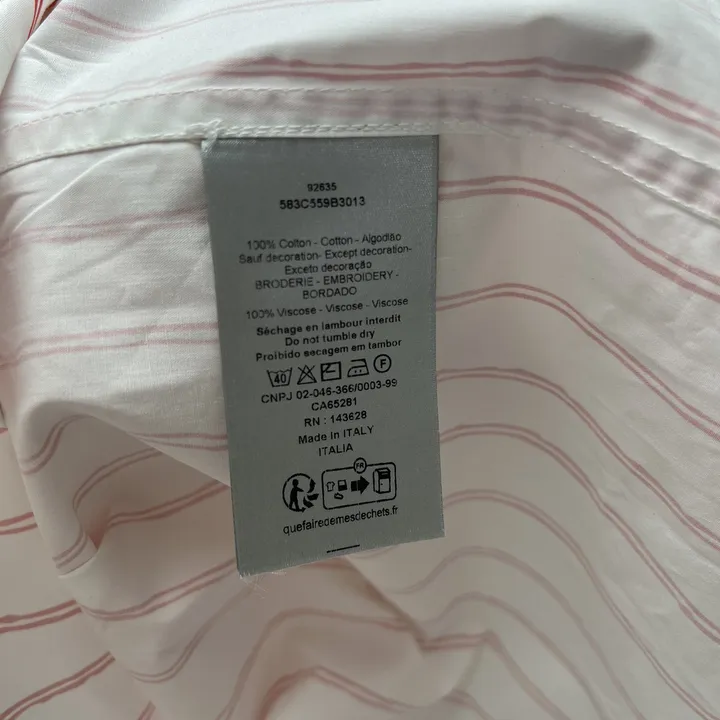 92635
583C559B3013
100% Coton - Cotton - Algodão
Sauf decoration- Except decoration-
Exceto decoração
BRODERIE - EMBROIDERY -
BORDADO
100% Viscose - Viscose - Viscose
Séchage en tambour interdit
Do not tumble dry
Proibido secagem em tambor
40 F
CNPJ 02-046-366/0003-99
CA65281
RN : 143628
Made In ITALY
ITALIA
FR
quefairedemesdechets.fr